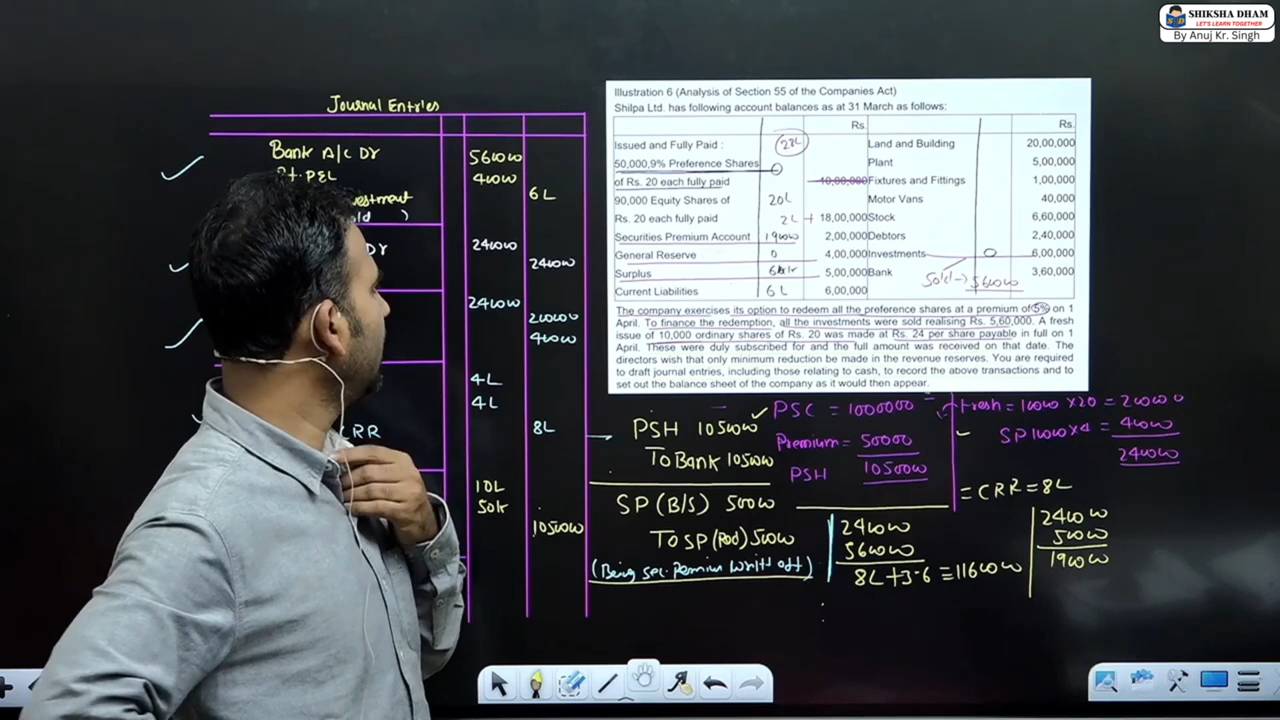 SHIKSHA DHAM
LET'S LEARN TOGETHER
By Anuj Kr. Singh
Journal Entries
Bank A/C Dr 560000
P&L 40000
vestment 6L
ld )
Dr 240000
240000
240000
200000
40000
4L
4L
CRR 8L
10L
50K
1050000
Illustration 6 (Analysis of Section 55 of the Companies Act)
Shilpa Ltd. has following account balances as at 31 March as follows:
Rs. Rs.
Issued and Fully Paid : 22L Land and Building 20,00,000
50,000,9% Preference Shares 0 Plant 5,00,000
of Rs. 20 each fully paid 10,00,000 Fixtures and Fittings 1,00,000
90,000 Equity Shares of 20L Motor Vans 40,000
Rs. 20 each fully paid 2L + 18,00,000 Stock 6,60,000
Securities Premium Account 190000 2,00,000 Debtors 2,40,000
General Reserve 0 4,00,000 Investments 0 6,00,000
Surplus 5,00,000 Bank Sold → 560000 3,60,000
Current Liabilities 6L 6,00,000
The company exercises its option to redeem all the preference shares at a premium of 5% on 1
April. To finance the redemption, all the investments were sold realising Rs. 5,60,000. A fresh
issue of 10,000 ordinary shares of Rs. 20 was made at Rs. 24 per share payable in full on 1
April. These were duly subscribed for and the full amount was received on that date. The
directors wish that only minimum reduction be made in the revenue reserves. You are required
to draft journal entries, including those relating to cash, to record the above transactions and to
set out the balance sheet of the company as it would then appear.
PSH 1050000
To Bank 1050000
SP (B/S) 50000
To SP (Pod) 50000
(Being sec. premium writt off)
PSC = 1000000
Premium = 50000
PSH 1050000
Fresh = 10000 × 20 = 200000
SP 10000 × 4 = 40000
240000
= CRR = 8L
240000
560000
8L + 3.6 = 1160000
240000
50000
190000